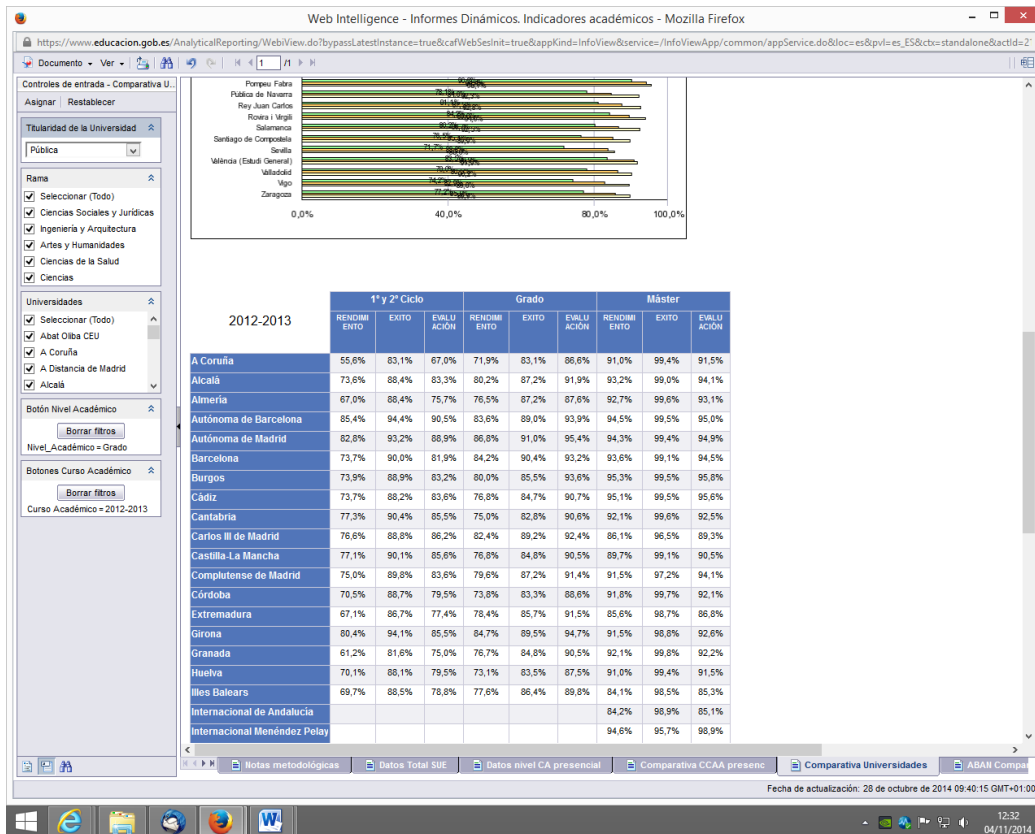 Web Intelligence - Informes Dinámicos. Indicadores académicos - Mozilla Firefox
https://www.educacion.gob.es/AnalyticalReporting/WebiView.do?bypassLatestInstance=true&cafWebSesInit=true&appKind=InfoView&service=/InfoViewApp/common/appService.do&loc=es&pvl=es_ES&ctx=standalone&actId=2
Documento Ver 1 /1
Controles de entrada - Comparativa U...
Asignar Restablecer
Titularidad de la Universidad
Pública
Rama
Seleccionar (Todo)
Ciencias Sociales y Jurídicas
Ingeniería y Arquitectura
Artes y Humanidades
Ciencias de la Salud
Ciencias
Universidades
Seleccionar (Todo)
Abat Oliba CEU
A Coruña
A Distancia de Madrid
Alcalá
Botón Nivel Académico
Borrar filtros
Nivel_Académico = Grado
Botones Curso Académico
Borrar filtros
Curso Académico = 2012-2013
Pompeu Fabra
Pública de Navarra
Rey Juan Carlos
Rovira i Virgili
Salamanca
Santiago de Compostela
Sevilla
València (Estudi General)
Valladolid
Vigo
Zaragoza
0,0% 40,0% 80,0% 100,0%
2012-2013
1º y 2º Ciclo Grado Máster
RENDIMIENTO EXITO EVALUACIÓN RENDIMIENTO EXITO EVALUACIÓN RENDIMIENTO EXITO EVALUACIÓN
A Coruña 55,6% 83,1% 67,0% 71,9% 83,1% 86,6% 91,0% 99,4% 91,5%
Alcalá 73,6% 88,4% 83,3% 80,2% 87,2% 91,9% 93,2% 99,0% 94,1%
Almería 67,0% 88,4% 75,7% 76,5% 87,2% 87,6% 92,7% 99,6% 93,1%
Autónoma de Barcelona 85,4% 94,4% 90,5% 83,6% 89,0% 93,9% 94,5% 99,5% 95,0%
Autónoma de Madrid 82,8% 93,2% 88,9% 86,8% 91,0% 95,4% 94,3% 99,4% 94,9%
Barcelona 73,7% 90,0% 81,9% 84,2% 90,4% 93,2% 93,6% 99,1% 94,5%
Burgos 73,9% 88,9% 83,2% 80,0% 85,5% 93,6% 95,3% 99,5% 95,8%
Cádiz 73,7% 88,2% 83,6% 76,8% 84,7% 90,7% 95,1% 99,5% 95,6%
Cantabria 77,3% 90,4% 85,5% 75,0% 82,8% 90,6% 92,1% 99,6% 92,5%
Carlos III de Madrid 76,6% 88,8% 86,2% 82,4% 89,2% 92,4% 86,1% 96,5% 89,3%
Castilla-La Mancha 77,1% 90,1% 85,6% 76,8% 84,8% 90,5% 89,7% 99,1% 90,5%
Complutense de Madrid 75,0% 89,8% 83,6% 79,6% 87,2% 91,4% 91,5% 97,2% 94,1%
Córdoba 70,5% 88,7% 79,5% 73,8% 83,3% 88,6% 91,8% 99,7% 92,1%
Extremadura 67,1% 86,7% 77,4% 78,4% 85,7% 91,5% 85,6% 98,7% 86,8%
Girona 80,4% 94,1% 85,5% 84,7% 89,5% 94,7% 91,5% 98,8% 92,6%
Granada 61,2% 81,6% 75,0% 76,7% 84,8% 90,5% 92,1% 99,8% 92,2%
Huelva 70,1% 88,1% 79,5% 73,1% 83,5% 87,5% 91,0% 99,4% 91,5%
Illes Balears 69,7% 88,5% 78,8% 77,6% 86,4% 89,8% 84,1% 98,5% 85,3%
Internacional de Andalucía 84,2% 98,9% 85,1%
Internacional Menéndez Pelay 94,6% 95,7% 98,9%
Notas metodológicas Datos Total SUE Datos nivel CA presencial Comparativa CCAA presenc Comparativa Universidades ABAN Compar
Fecha de actualización: 28 de octubre de 2014 09:40:15 GMT+01:00
12:32
04/11/2014